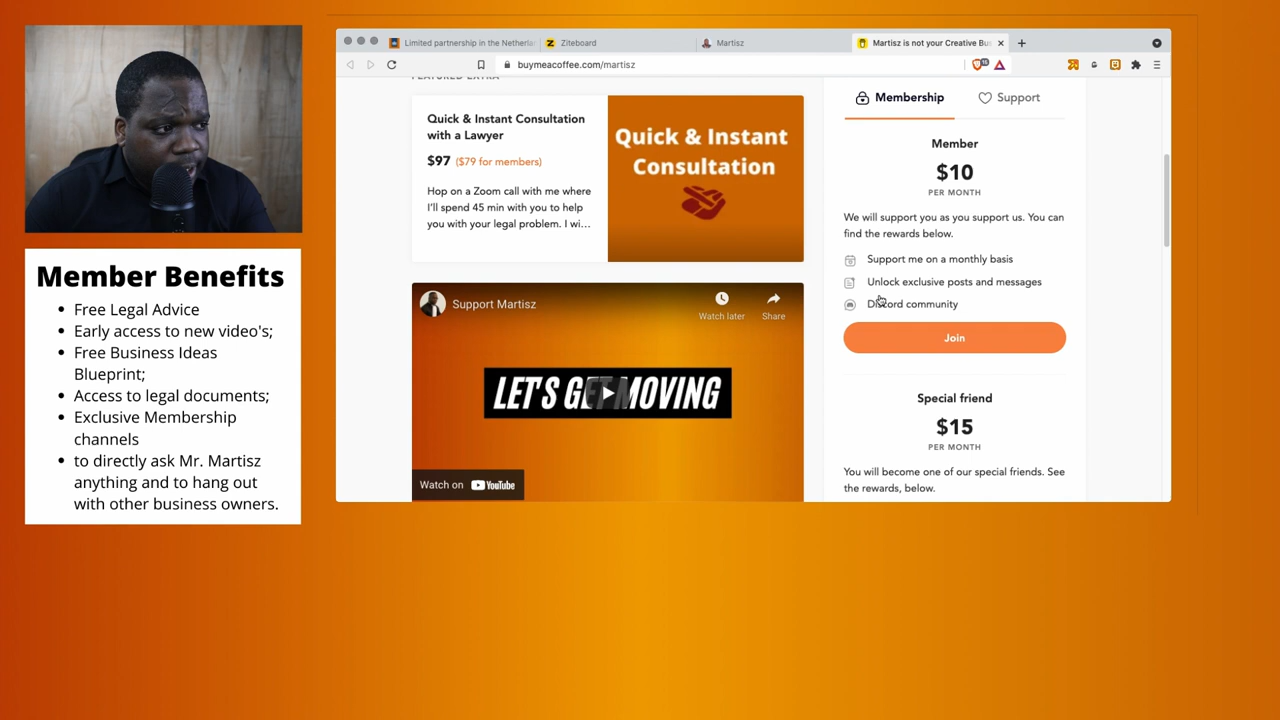 Member Benefits
Free Legal Advice
Early access to new video's;
Free Business Ideas
Blueprint;
Access to legal documents;
Exclusive Membership
channels
to directly ask Mr. Martisz
anything and to hang out
with other business owners.
Limited partnership in the Netherla
Ziteboard
Martisz
Martisz is not your Creative Bus
buymeacoffee.com/martisz
FEATURED EXTRA
Quick & Instant Consultation
with a Lawyer
$97 ($79 for members)
Hop on a Zoom call with me where
I'll spend 45 min with you to help
you with your legal problem. I wi...
Quick & Instant
Consultation
Support Martisz
Watch later
Share
LET'S GET MOVING
Watch on YouTube
Membership
Support
Member
$10
PER MONTH
We will support you as you support us. You can
find the rewards below.
Support me on a monthly basis
Unlock exclusive posts and messages
Discord community
Join
Special friend
$15
PER MONTH
You will become one of our special friends. See
the rewards, below.